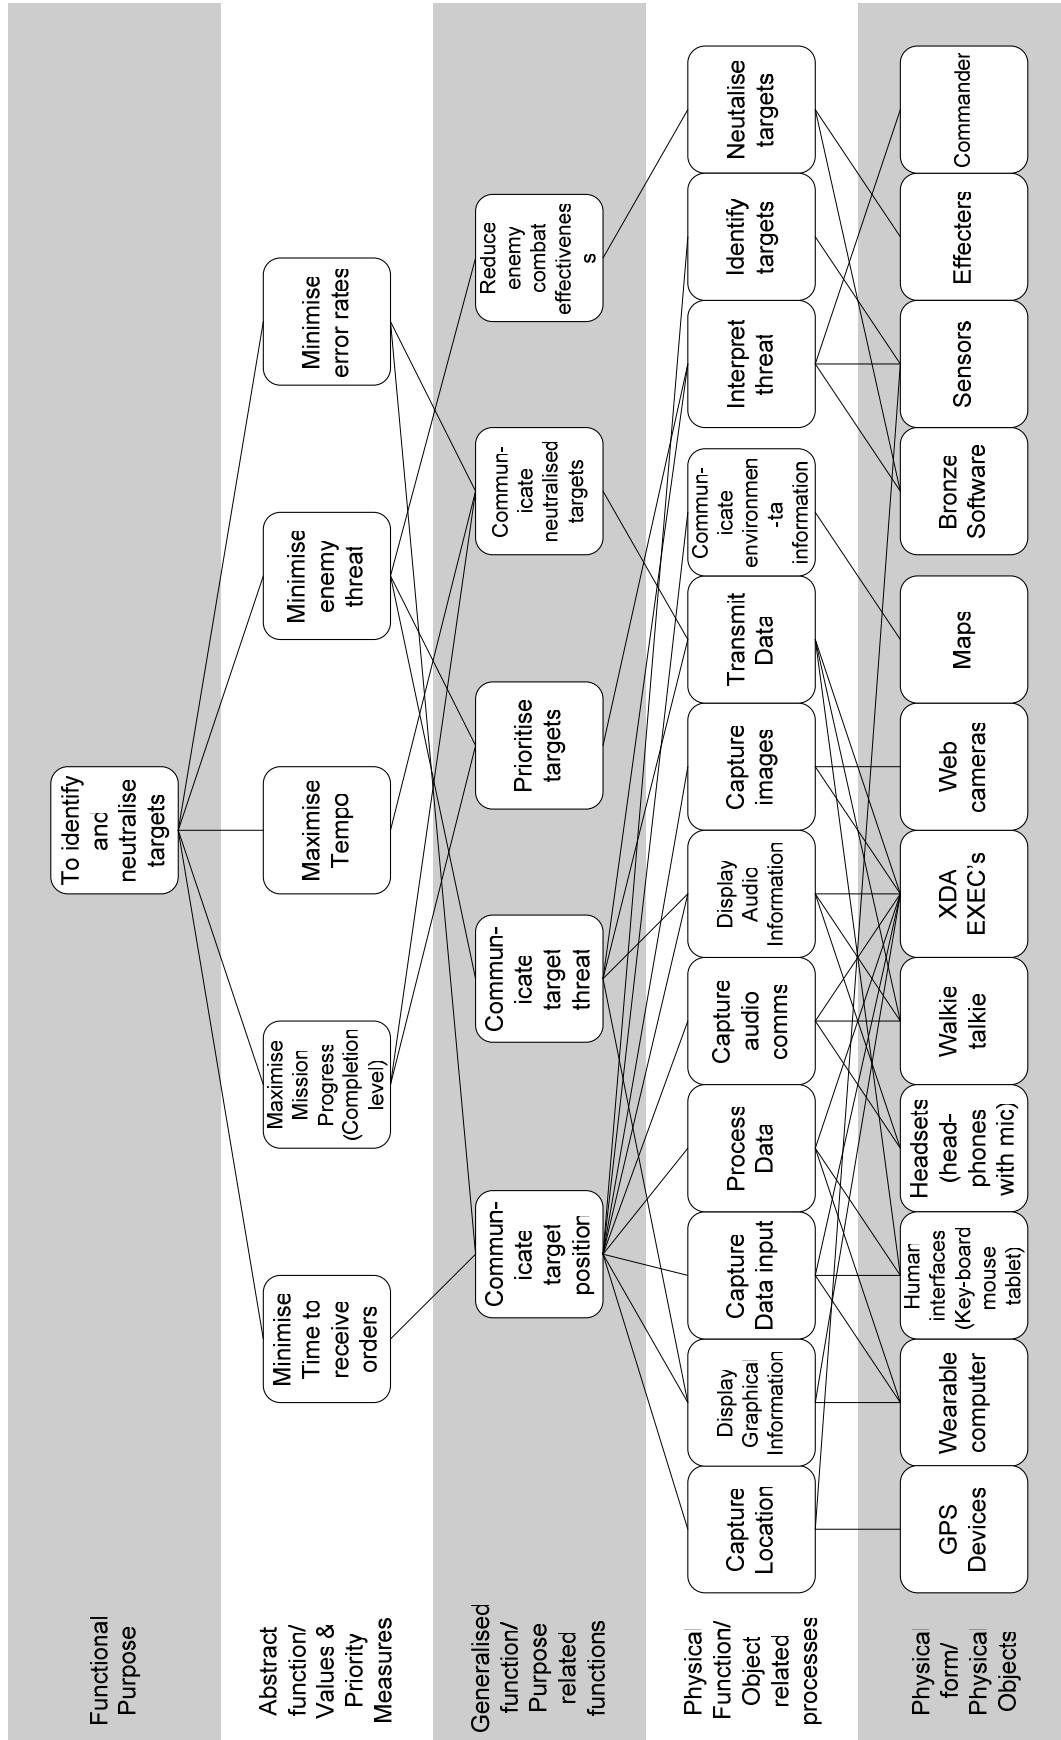 Functional
Purpose
To identify
and
neutralise
targets
Abstract
function/
Values &
Priority
Measures
Minimise
Time to
receive
orders
Maximise
Mission
Progress
(Completion
level)
Maximise
Tempo
Minimise
enemy
threat
Minimise
error rates
Generalised
function/
Purpose
related
functions
Commun-
icate
target
position
Commun-
icate
target
threat
Prioritise
targets
Commun-
icate
neutralised
targets
Reduce
enemy
combat
effectivenes
s
Physical
Function/
Object
related
processes
Capture
Location
Display
Graphical
Information
Capture
Data input
Process
Data
Capture
audio
comms
Display
Audio
Information
Capture
images
Transmit
Data
Commun-
icate
environmen
-ta
information
Interpret
threat
Identify
targets
Neutalise
targets
Physical
form/
Physical
Objects
GPS
Devices
Wearable
computer
Human
interfaces
(Key-board
mouse
tablet)
Headsets
(head-
phones
with mic)
Walkie
talkie
XDA
EXEC's
Web
cameras
Maps
Bronze
Software
Sensors
Effecters
Commander